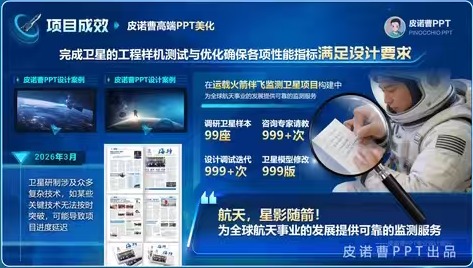 项目成效
皮诺曹高端PPT美化
皮诺曹PPT
PINOCCHIO.PPT
完成卫星的工程样机测试与优化确保各项性能指标满足设计要求
皮诺曹PPT设计案例
皮诺曹PPT设计案例
在运载火箭伴飞监测卫星项目构建中
为全球航天事业的发展提供可靠的监测服务
调研卫星样本
99座
咨询专家请教
999+次
设计调试迭代
999+次
卫星模型修改
999版
2026年3月
卫星研制涉及众多
复杂技术，如某些
关键技术无法按时
突破，可能导致项
目进度延迟
航天，星影随箭！
为全球航天事业的发展提供可靠的监测服务
皮诺曹PPT出品